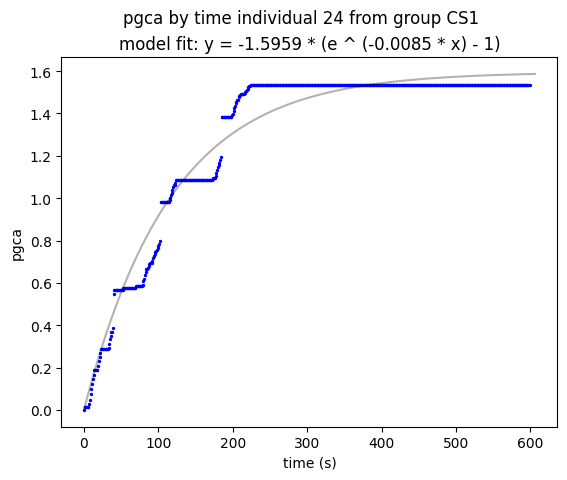 pgca by time individual 24 from group CS1
model fit: y = -1.5959 * (e ^ (-0.0085 * x) - 1)
1.6
1.4
1.2
1.0
0.8
0.6
0.4
0.2
0.0
pgca
0 100 200 300 400 500 600
time (s)